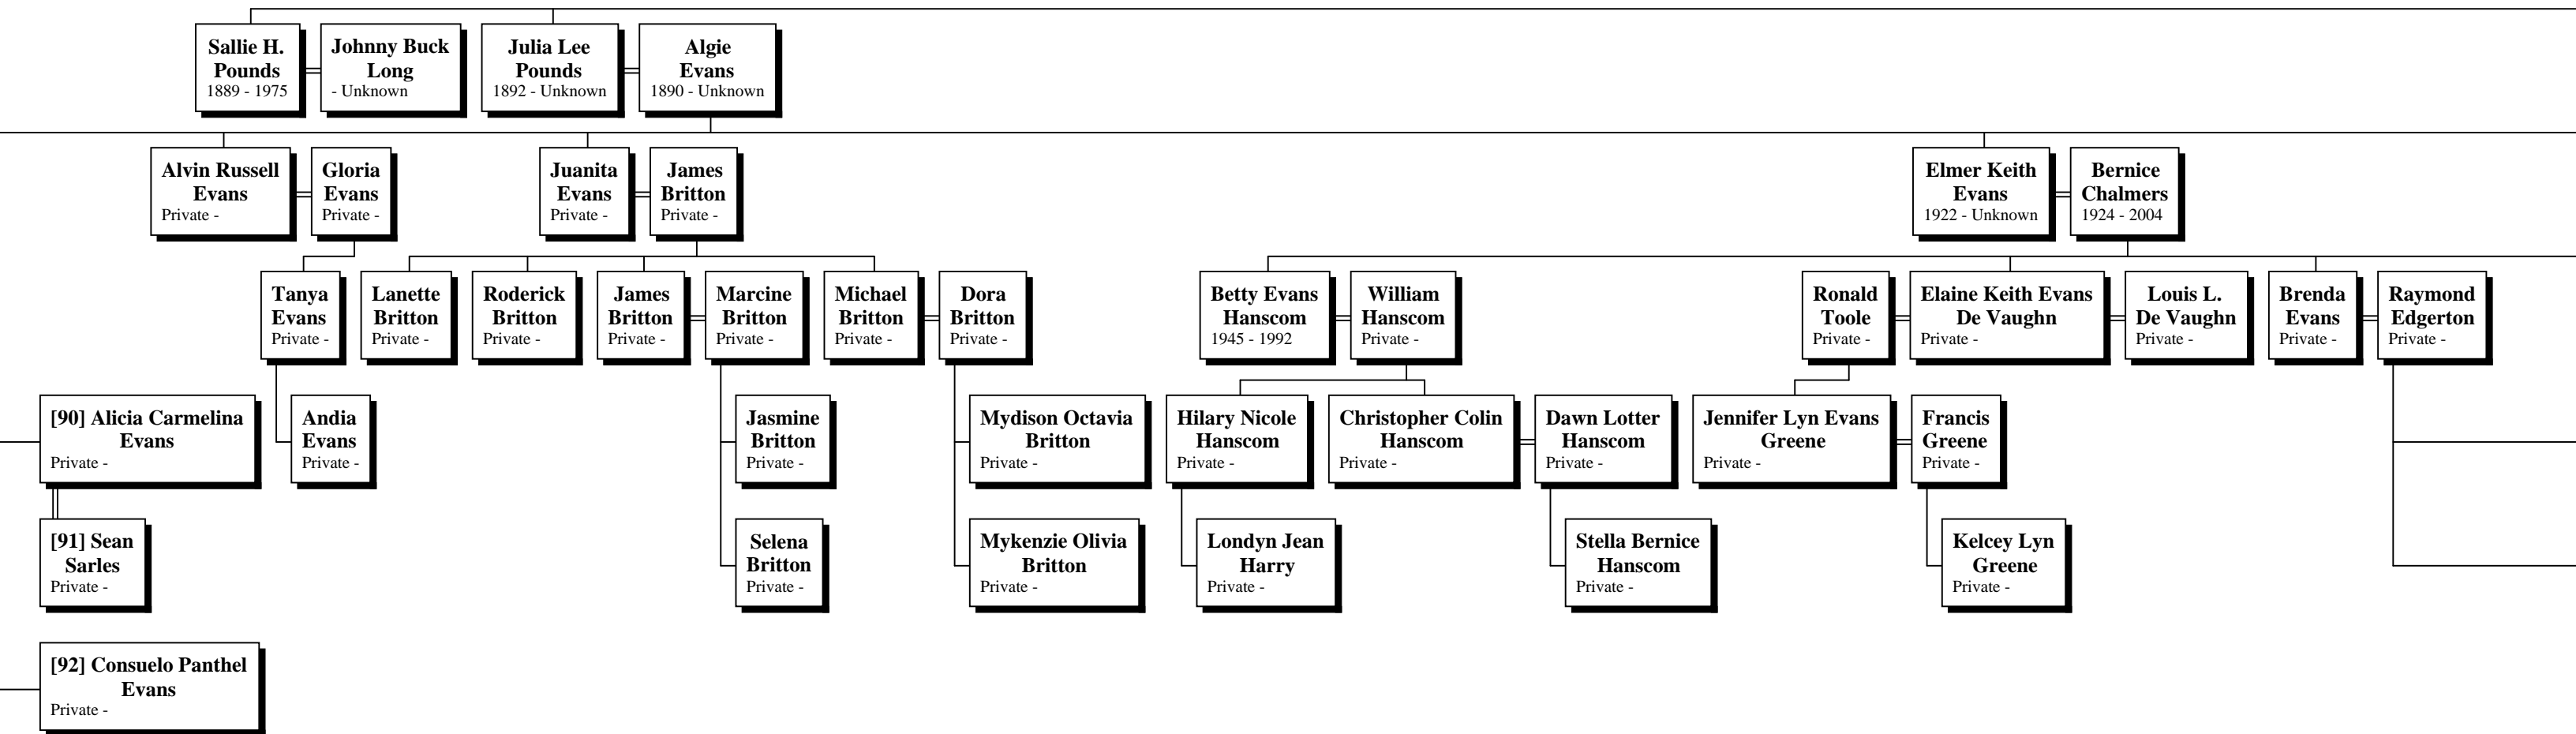 Sallie H.
Pounds
1889 - 1975
Johnny Buck
Long
- Unknown
Julia Lee
Pounds
1892 - Unknown
Algie
Evans
1890 - Unknown
Alvin Russell
Evans
Private -
Gloria
Evans
Private -
Juanita
Evans
Private -
James
Britton
Private -
Elmer Keith
Evans
1922 - Unknown
Bernice
Chalmers
1924 - 2004
Tanya
Evans
Private -
Lanette
Britton
Private -
Roderick
Britton
Private -
James
Britton
Private -
Marcine
Britton
Private -
Michael
Britton
Private -
Dora
Britton
Private -
Betty Evans
Hanscom
1945 - 1992
William
Hanscom
Private -
Ronald
Toole
Private -
Elaine Keith Evans
De Vaughn
Private -
Louis L.
De Vaughn
Private -
Brenda
Evans
Private -
Raymond
Edgerton
Private -
[90] Alicia Carmelina
Evans
Private -
Andia
Evans
Private -
Jasmine
Britton
Private -
Mydison Octavia
Britton
Private -
Hilary Nicole
Hanscom
Private -
Christopher Colin
Hanscom
Private -
Dawn Lotter
Hanscom
Private -
Jennifer Lyn Evans
Greene
Private -
Francis
Greene
Private -
[91] Sean
Sarles
Private -
Selena
Britton
Private -
Mykenzie Olivia
Britton
Private -
Londyn Jean
Harry
Private -
Stella Bernice
Hanscom
Private -
Kelcey Lyn
Greene
Private -
[92] Consuelo Panthel
Evans
Private -